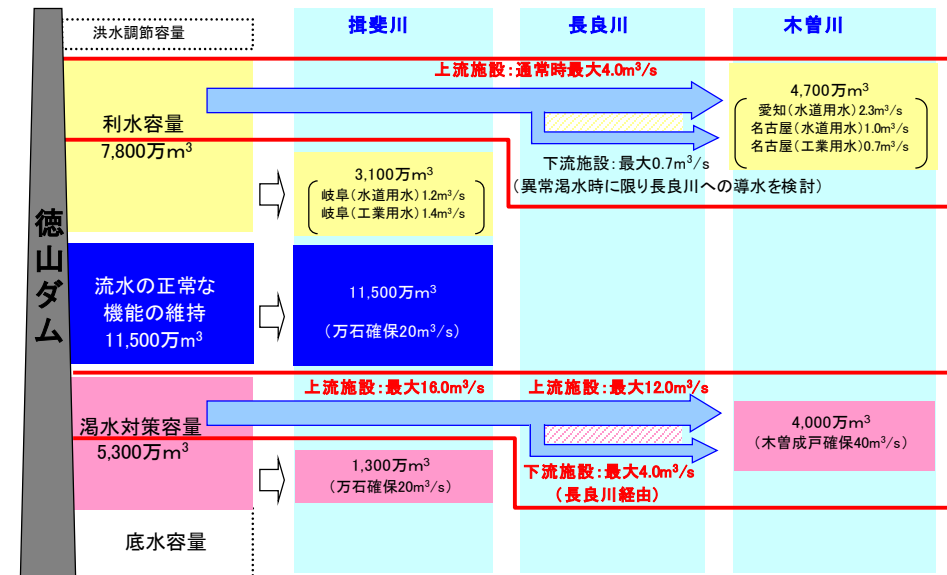 揖斐川
長良川
木曽川
洪水調節容量
上流施設:通常時最大4.0m³/s
利水容量
7,800万m³
4,700万m³
愛知(水道用水)2.3m³/s
名古屋(水道用水)1.0m³/s
名古屋(工業用水)0.7m³/s
下流施設:最大0.7m³/s
(異常渇水時に限り長良川への導水を検討)
3,100万m³
岐阜(水道用水)1.2m³/s
岐阜(工業用水)1.4m³/s
徳山ダム
流水の正常な
機能の維持
11,500万m³
11,500万m³
(万石確保20m³/s)
上流施設:最大16.0m³/s
上流施設:最大12.0m³/s
渇水対策容量
5,300万m³
4,000万m³
(木曽成戸確保40m³/s)
1,300万m³
(万石確保20m³/s)
下流施設:最大4.0m³/s
(長良川経由)
底水容量